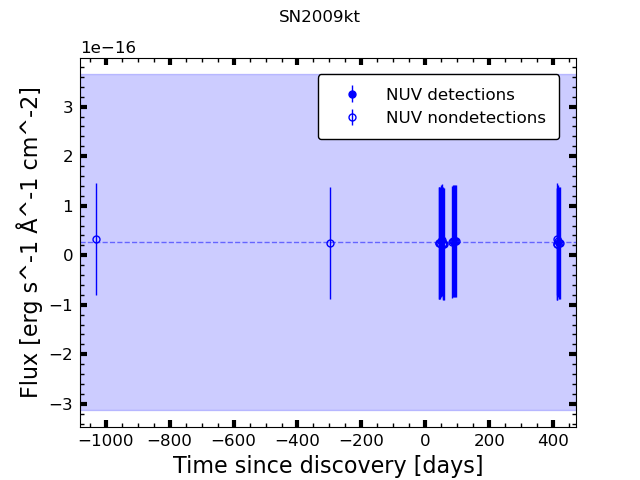 SN2009kt
1e−16
NUV detections
NUV nondetections
3
2
1
0
−1
−2
−3
Flux [erg s^-1 Å^-1 cm^-2]
−1000 −800 −600 −400 −200 0 200 400
Time since discovery [days]